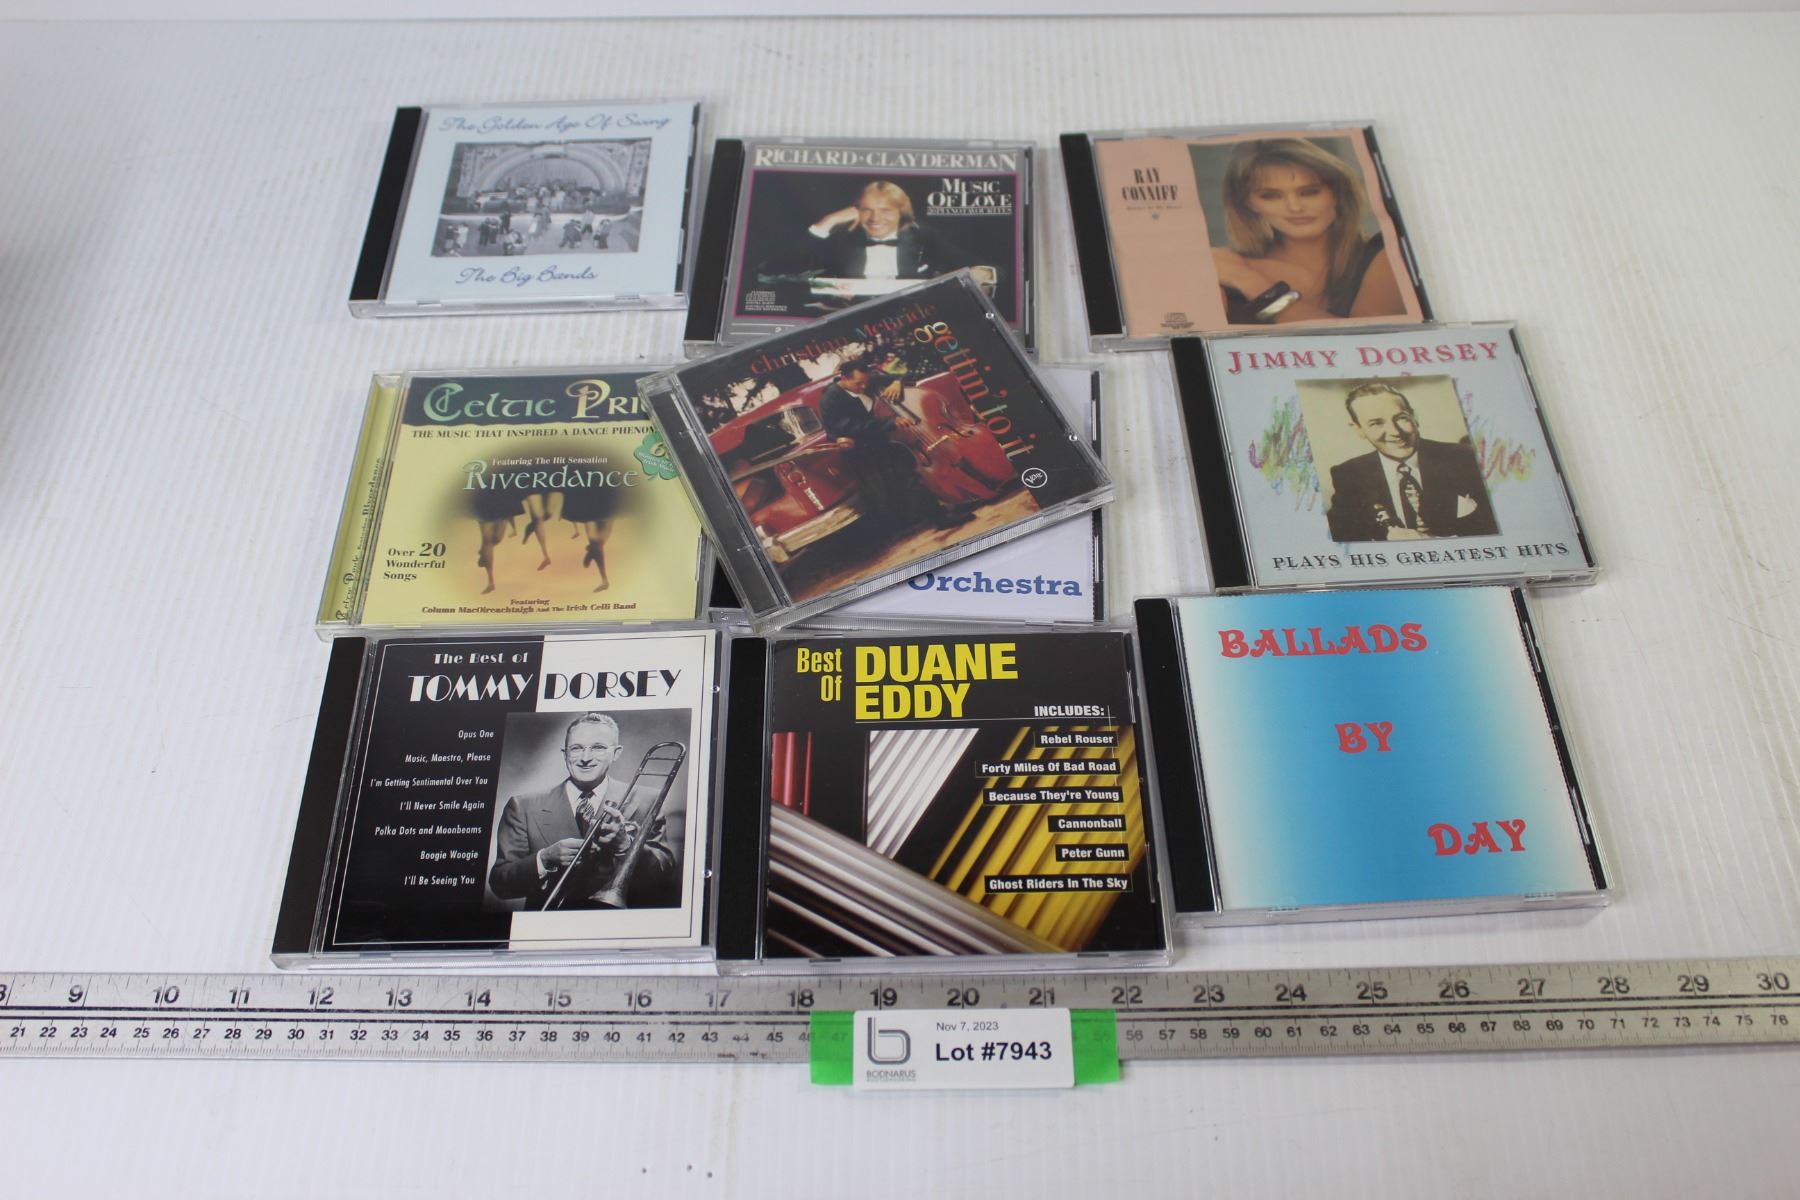 The Golden Age Of Swing
The Big Bands
RICHARD·CLAYDERMAN
MUSIC
OF LOVE
RAY
CONNIFF
Christian McBride
gettin' to it
Verve
CELTIC PRI
THE MUSIC THAT INSPIRED A DANCE PHENOM
Featuring The Hit Sensation
RIVERDANCE
Over 20
Wonderful
Songs
Featuring
Column MacOireachtaigh And The Irish Ceili Band
Orchestra
JIMMY DORSEY
PLAYS HIS GREATEST HITS
The Best of
TOMMY DORSEY
Opus One
Music, Maestro, Please
I'm Getting Sentimental Over You
I'll Never Smile Again
Polka Dots and Moonbeams
Boogie Woogie
I'll Be Seeing You
Best Of DUANE
EDDY
INCLUDES:
Rebel Rouser
Forty Miles Of Bad Road
Because They're Young
Cannonball
Peter Gunn
Ghost Riders In The Sky
BALLADS
BY
DAY
8 9 10 11 12 13 14 15 16 17 18 19 20 21 22 23 24 25 26 27 28 29 30
21 22 23 24 25 26 27 28 29 30 31 32 33 34 35 36 37 38 39 40 41 42 43 44 45 46 47 55 56 57 58 59 60 61 62 63 64 65 66 67 68 69 70 71 72 73 74 75 76
Nov 7, 2023
Lot #7943
BODNARUS